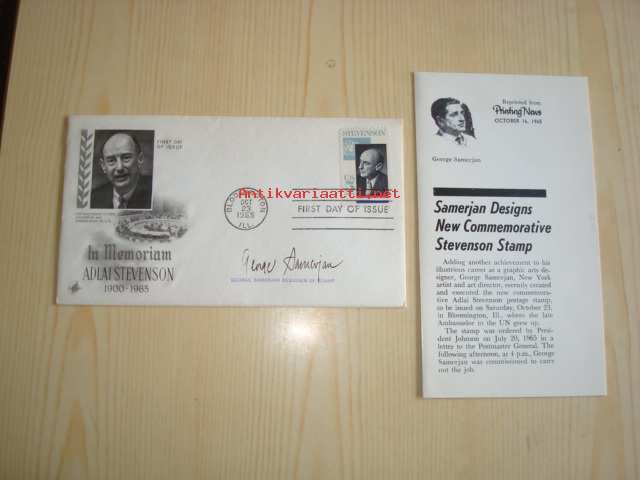 FIRST DAY
OF ISSUE
In Memoriam
ADLAI STEVENSON
1900-1965
STEVENSON
BLOOMINGTON
OCT
23
1965
ILL.
FIRST DAY OF ISSUE
George Samerjan
GEORGE SAMERJAN DESIGNER OF STAMP
Antikvariaatti.net
Reprinted from
Printing News
OCTOBER 16, 1965
George Samerjan
Samerjan Designs
New Commemorative
Stevenson Stamp
Adding another achievement to his
illustrious career as a graphic arts de-
signer, George Samerjan, New York
artist and art director, recently created
and executed the new commemora-
tive Adlai Stevenson postage stamp,
to be issued on Saturday, October 23,
in Bloomington, Ill., where the late
Ambassador to the UN grew up.
The stamp was ordered by Presi-
dent Johnson on July 20, 1965 in a
letter to the Postmaster General. The
following afternoon, at 4 p.m., George
Samerjan was commissioned to carry
out the job.